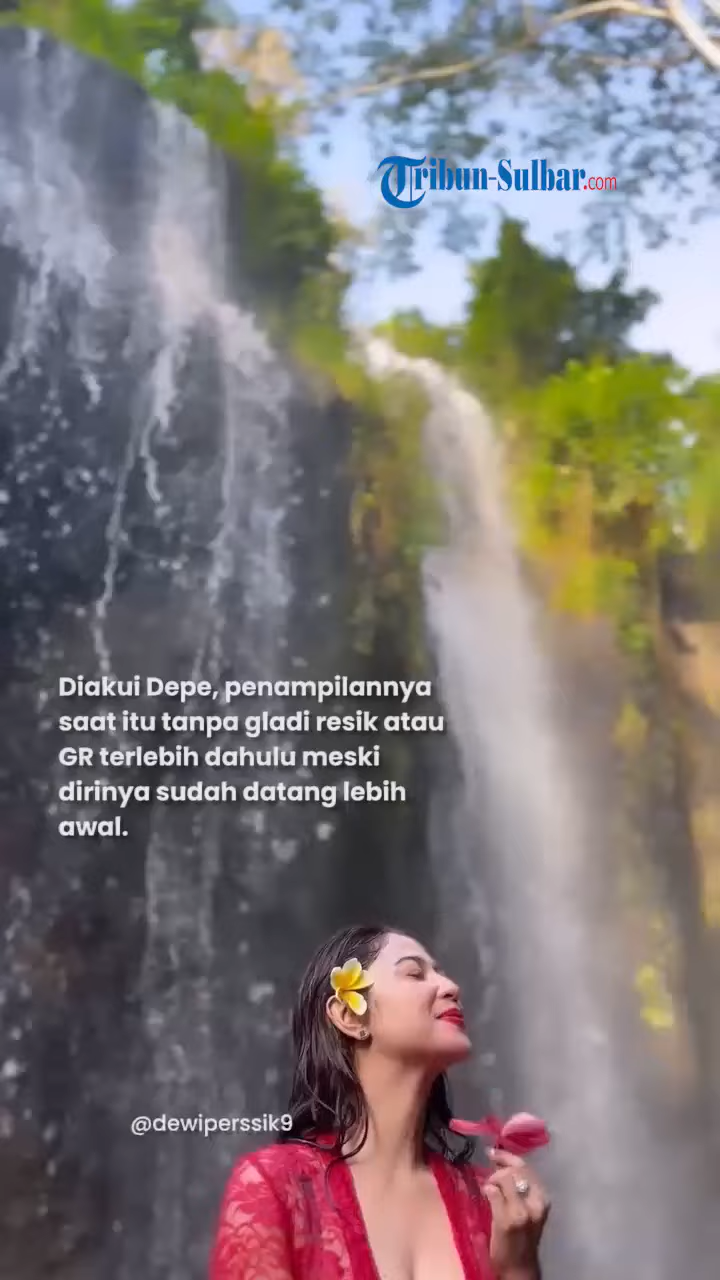 Tribun-Sulbar.com
Diakui Depe, penampilannya
saat itu tanpa gladi resik atau
GR terlebih dahulu meski
dirinya sudah datang lebih
awal.
@dewiperssik9